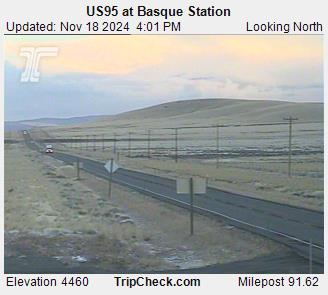 US95 at Basque Station
Updated: Nov 18 2024 4:01 PM Looking North
Elevation 4460 TripCheck.com Milepost 91.62